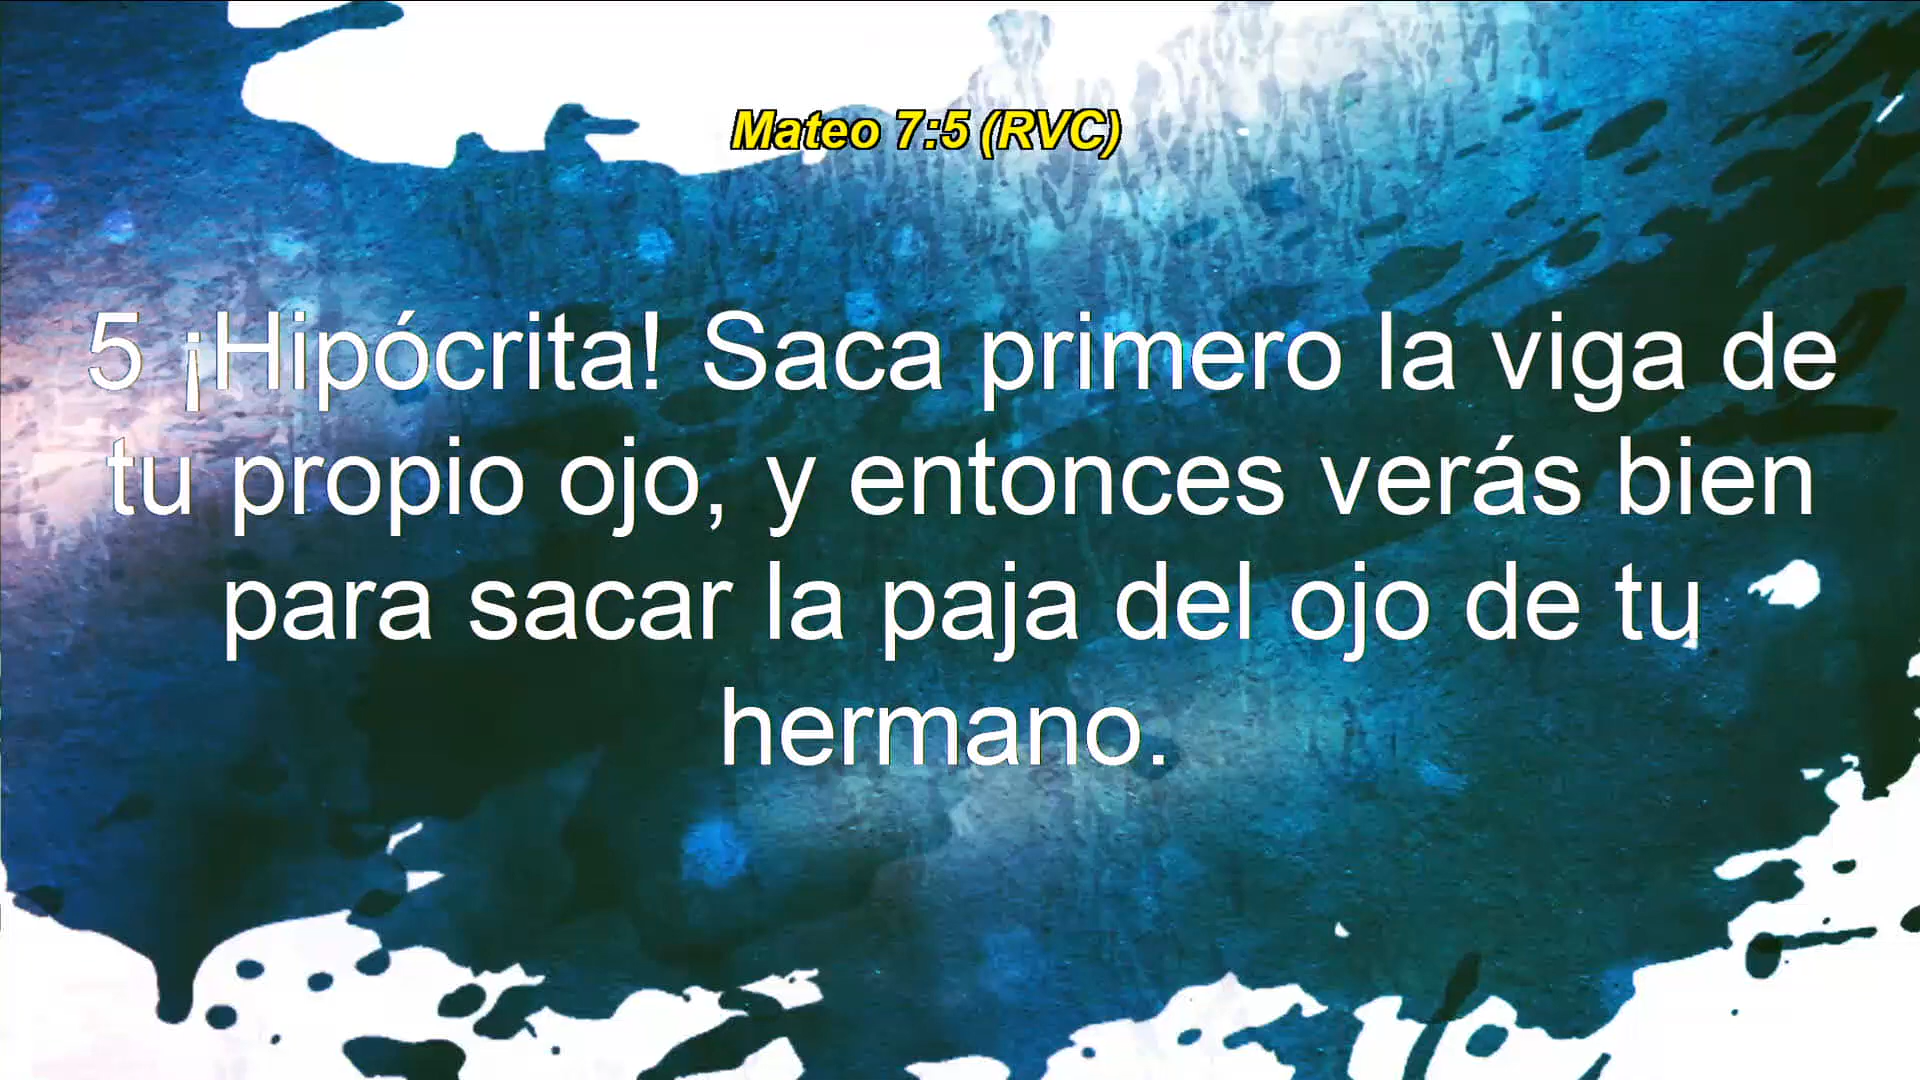 Mateo 7:5 (RVC)
5 ¡Hipócrita! Saca primero la viga de
tu propio ojo, y entonces verás bien
para sacar la paja del ojo de tu
hermano.